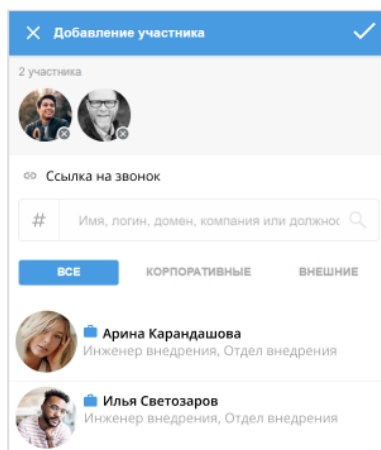 Добавление участника
2 участника
Ссылка на звонок
# Имя, логин, домен, компания или должнос
ВСЕ КОРПОРАТИВНЫЕ ВНЕШНИЕ
Арина Карандашова
Инженер внедрения, Отдел внедрения
Илья Светозаров
Инженер внедрения, Отдел внедрения